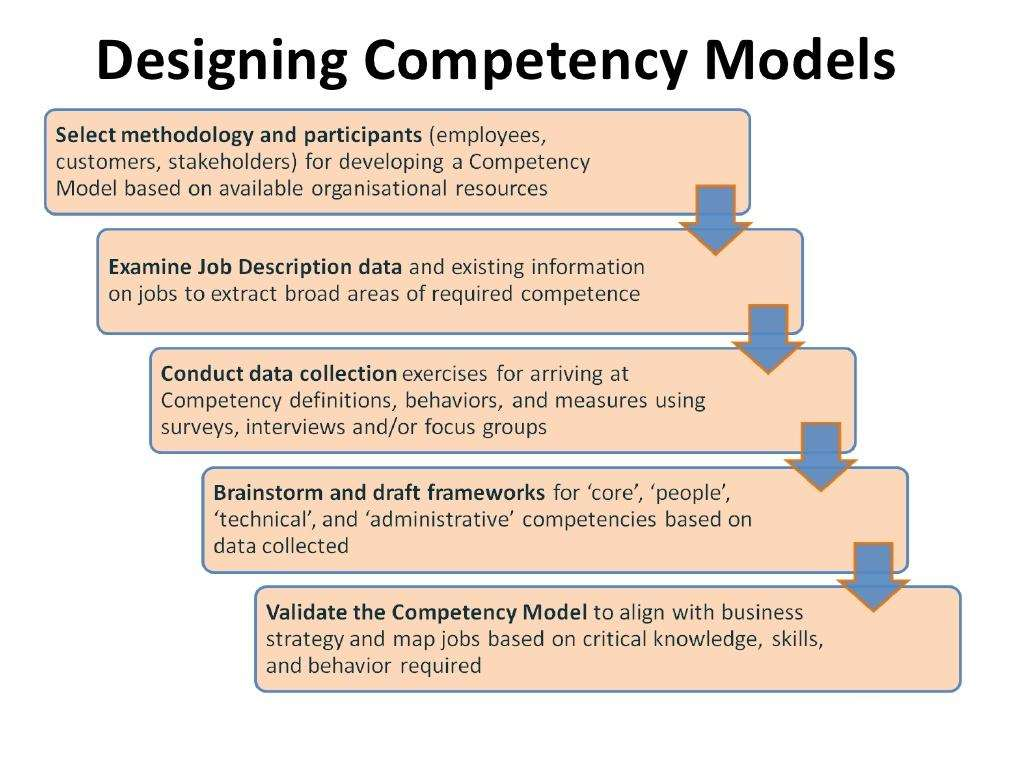 Designing Competency Models
Select methodology and participants (employees,
customers, stakeholders) for developing a Competency
Model based on available organisational resources
Examine Job Description data and existing information
on jobs to extract broad areas of required competence
Conduct data collection exercises for arriving at
Competency definitions, behaviors, and measures using
surveys, interviews and/or focus groups
Brainstorm and draft frameworks for ‘core’, ‘people’,
‘technical’, and ‘administrative’ competencies based on
data collected
Validate the Competency Model to align with business
strategy and map jobs based on critical knowledge, skills,
and behavior required